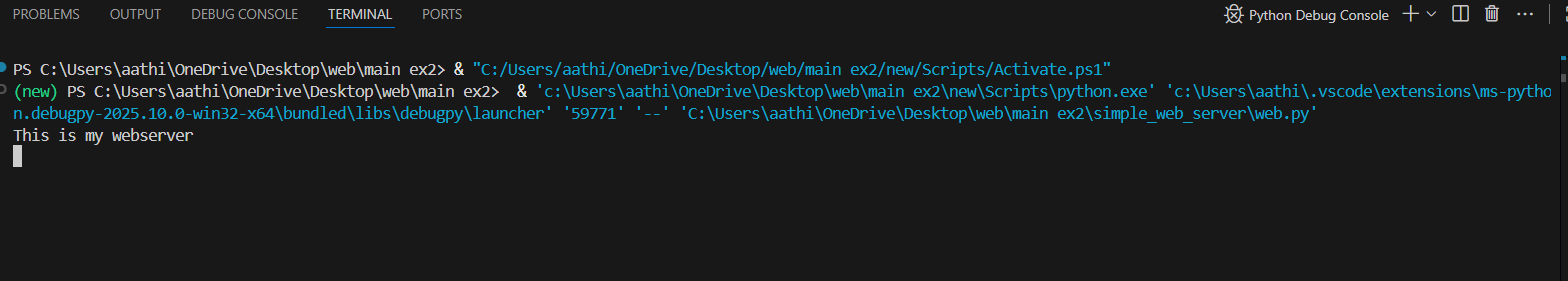 PROBLEMS OUTPUT DEBUG CONSOLE TERMINAL PORTS Python Debug Console
PS C:\Users\aathi\OneDrive\Desktop\web\main ex2> & "C:/Users/aathi/OneDrive/Desktop/web/main ex2/new/Scripts/Activate.ps1"
(new) PS C:\Users\aathi\OneDrive\Desktop\web\main ex2>  & 'c:\Users\aathi\OneDrive\Desktop\web\main ex2\new\Scripts\python.exe' 'c:\Users\aathi\.vscode\extensions\ms-pytho
n.debugpy-2025.10.0-win32-x64\bundled\libs\debugpy\launcher' '59771' '--' 'C:\Users\aathi\OneDrive\Desktop\web\main ex2\simple_web_server\web.py'
This is my webserver